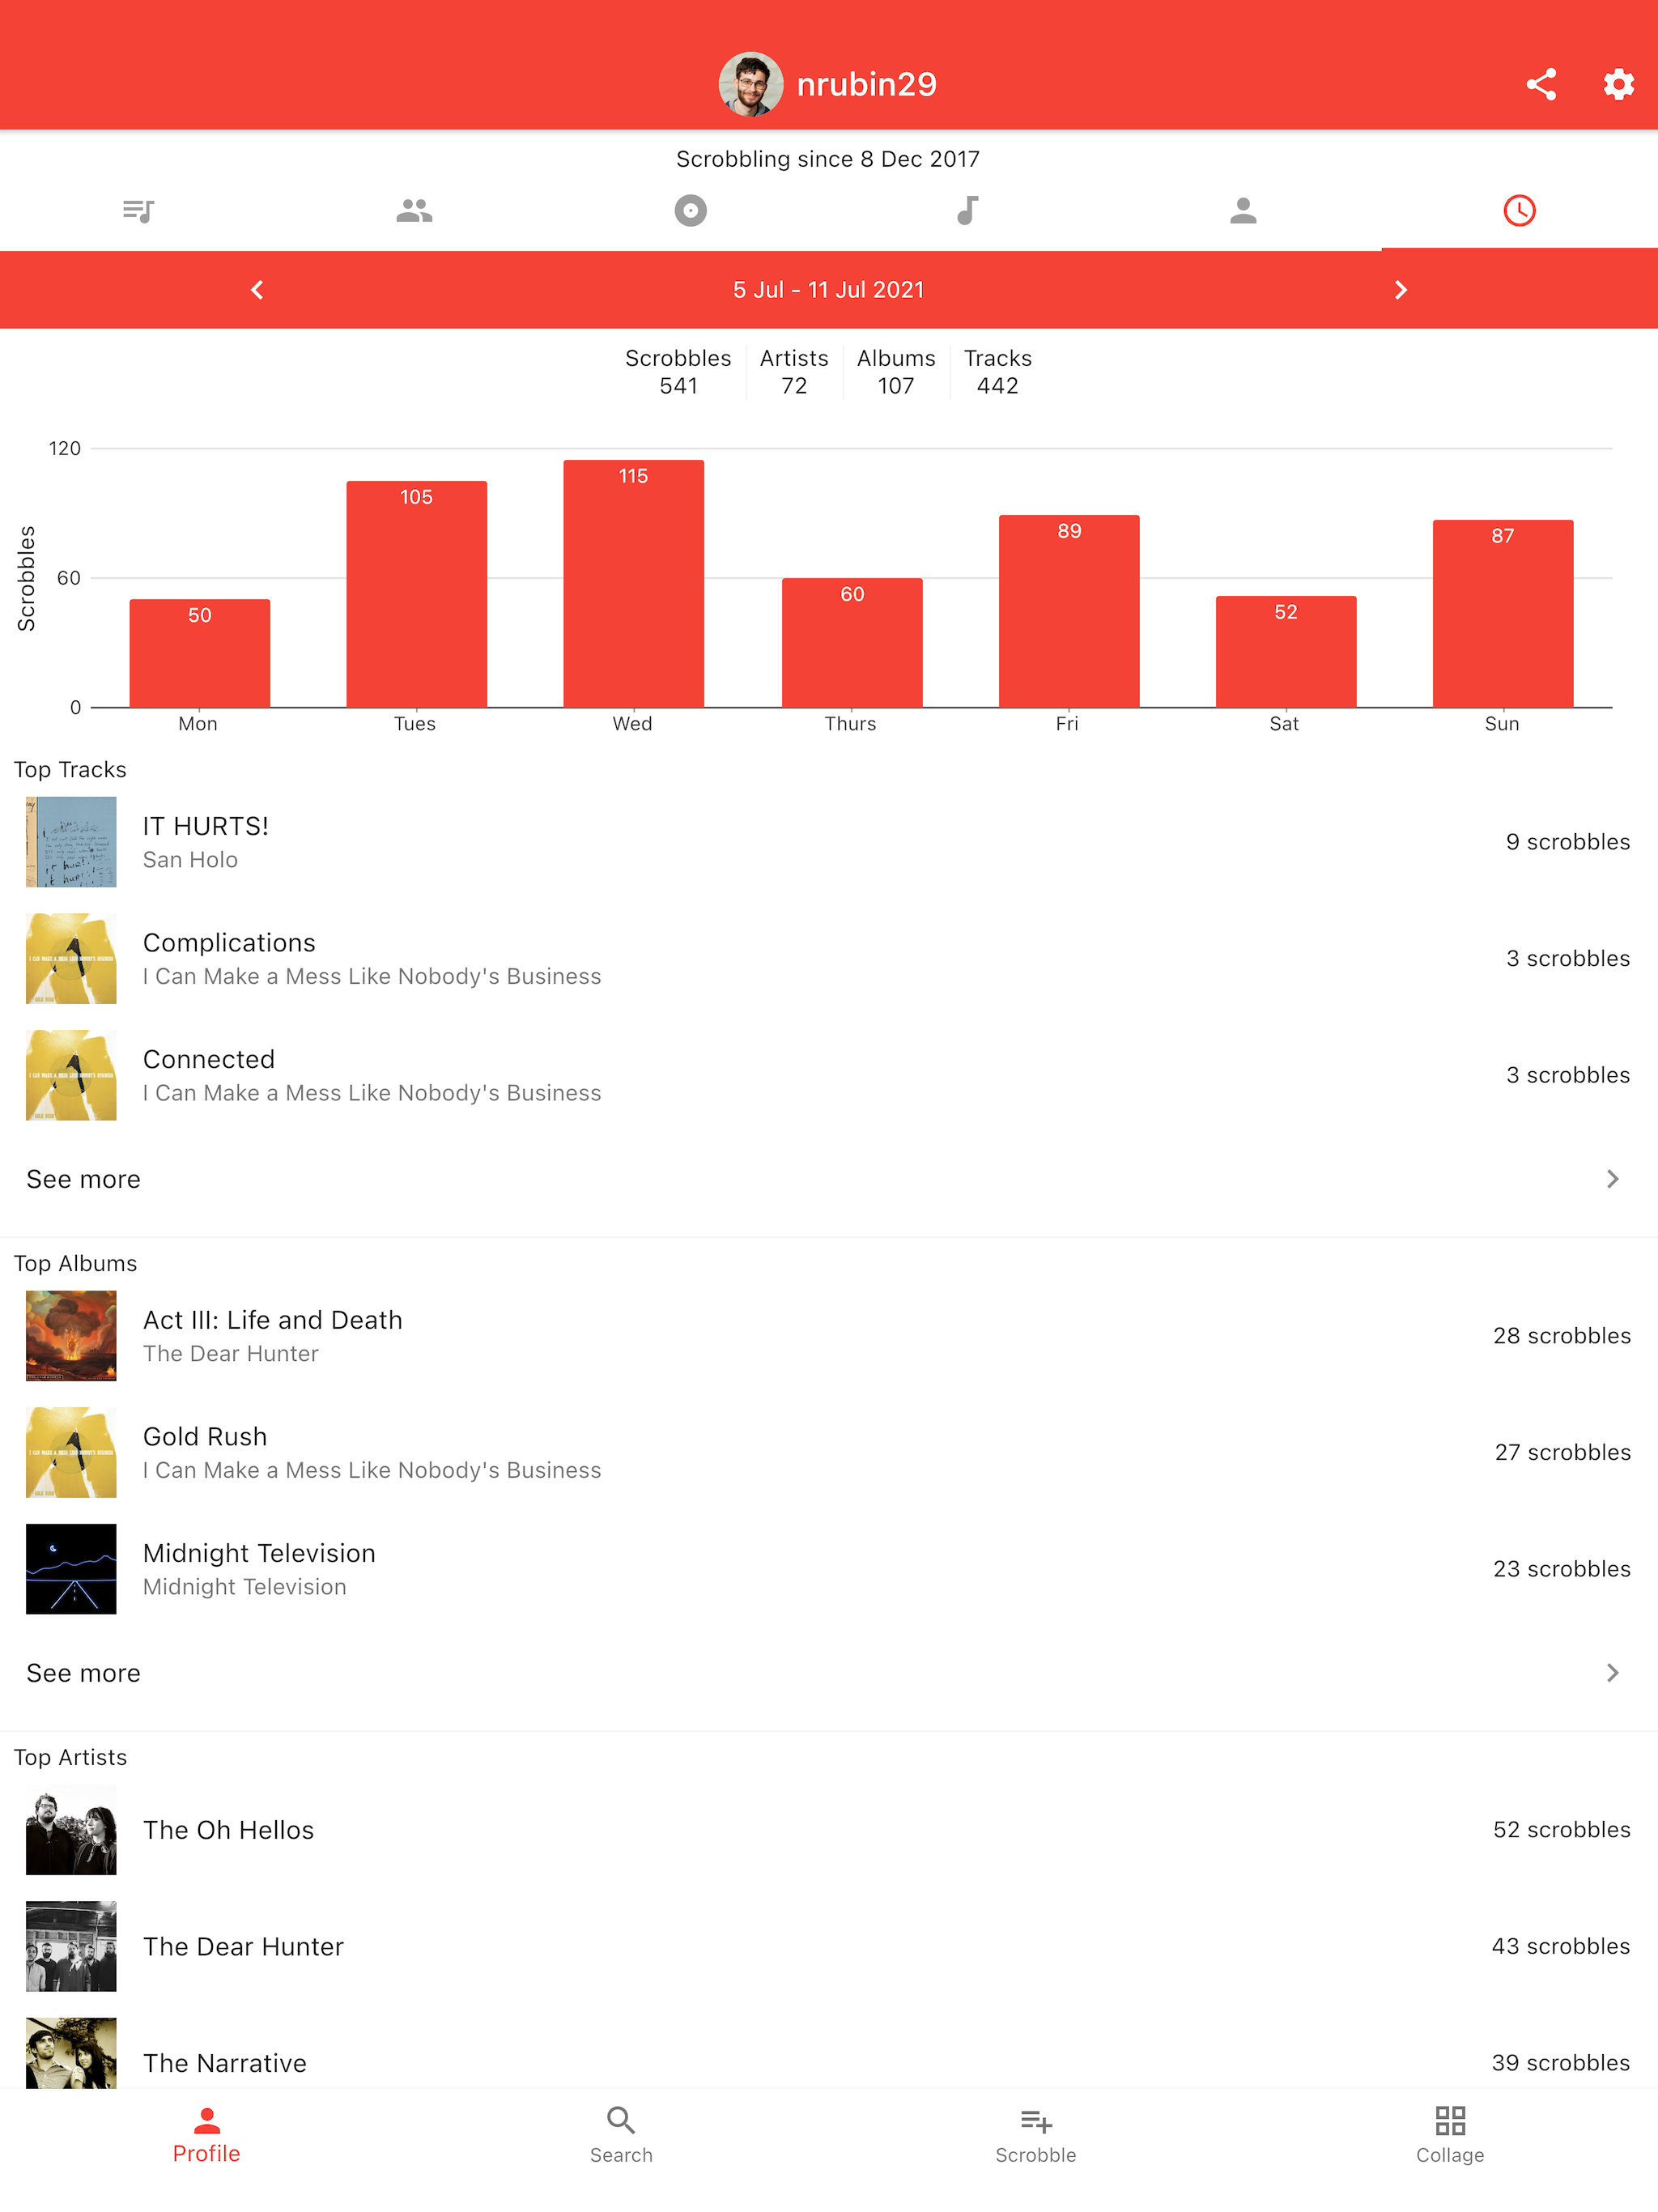 nrubin29
Scrobbling since 8 Dec 2017
5 Jul - 11 Jul 2021
Scrobbles Artists Albums Tracks
541 72 107 442
120
60
0
Scrobbles
50
105
115
60
89
52
87
Mon Tues Wed Thurs Fri Sat Sun
Top Tracks
IT HURTS!
San Holo
9 scrobbles
Complications
I Can Make a Mess Like Nobody's Business
3 scrobbles
Connected
I Can Make a Mess Like Nobody's Business
3 scrobbles
See more
Top Albums
Act III: Life and Death
The Dear Hunter
28 scrobbles
Gold Rush
I Can Make a Mess Like Nobody's Business
27 scrobbles
Midnight Television
Midnight Television
23 scrobbles
See more
Top Artists
The Oh Hellos
52 scrobbles
The Dear Hunter
43 scrobbles
The Narrative
39 scrobbles
Profile Search Scrobble Collage